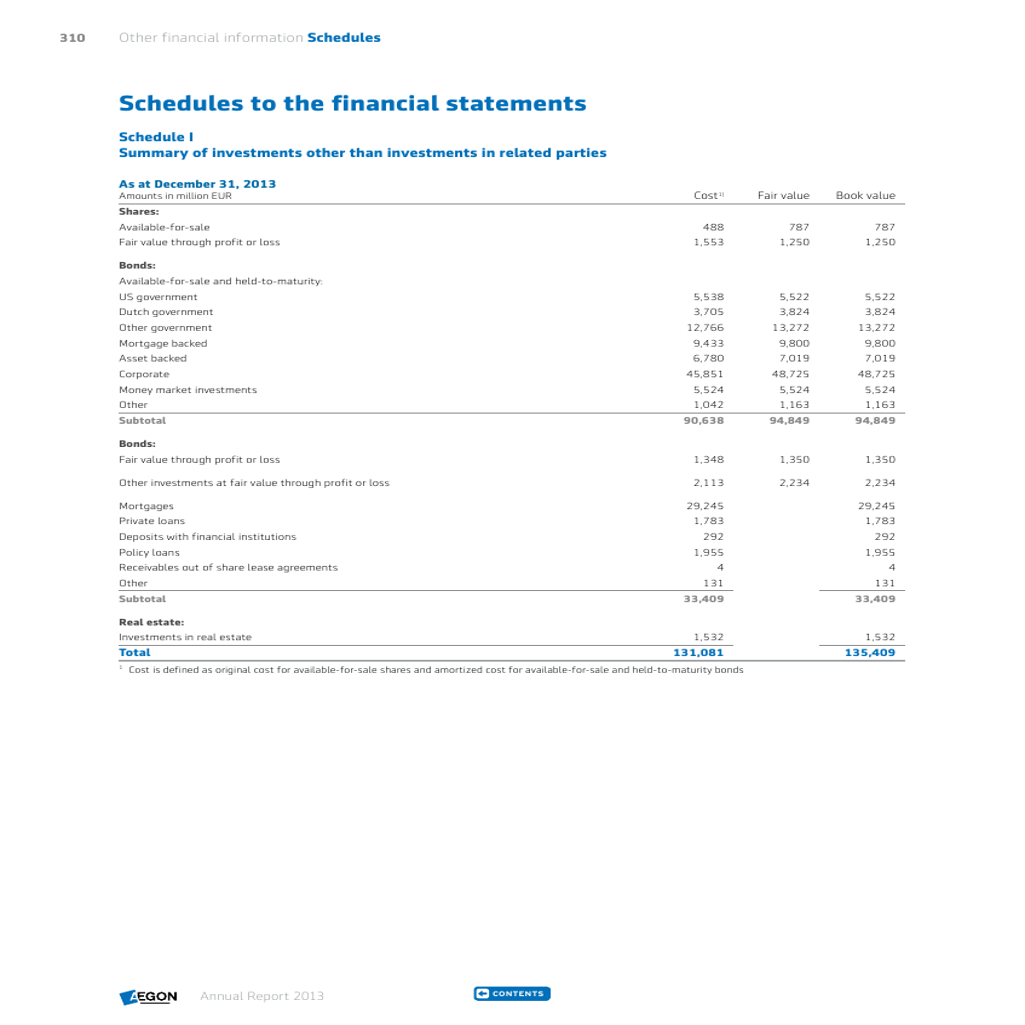 310 Other financial information Schedules
Schedules to the financial statements
Schedule I
Summary of investments other than investments in related parties
As at December 31, 2013
Amounts in million EUR Cost 1) Fair value Book value
Shares:
Available-for-sale 488 787 787
Fair value through profit or loss 1,553 1,250 1,250
Bonds:
Available-for-sale and held-to-maturity:
US government 5,538 5,522 5,522
Dutch government 3,705 3,824 3,824
Other government 12,766 13,272 13,272
Mortgage backed 9,433 9,800 9,800
Asset backed 6,780 7,019 7,019
Corporate 45,851 48,725 48,725
Money market investments 5,524 5,524 5,524
Other 1,042 1,163 1,163
Subtotal 90,638 94,849 94,849
Bonds:
Fair value through profit or loss 1,348 1,350 1,350
Other investments at fair value through profit or loss 2,113 2,234 2,234
Mortgages 29,245 29,245
Private loans 1,783 1,783
Deposits with financial institutions 292 292
Policy loans 1,955 1,955
Receivables out of share lease agreements 4 4
Other 131 131
Subtotal 33,409 33,409
Real estate:
Investments in real estate 1,532 1,532
Total 131,081 135,409
1 Cost is defined as original cost for available-for-sale shares and amortized cost for available-for-sale and held-to-maturity bonds
AEGON Annual Report 2013 CONTENTS